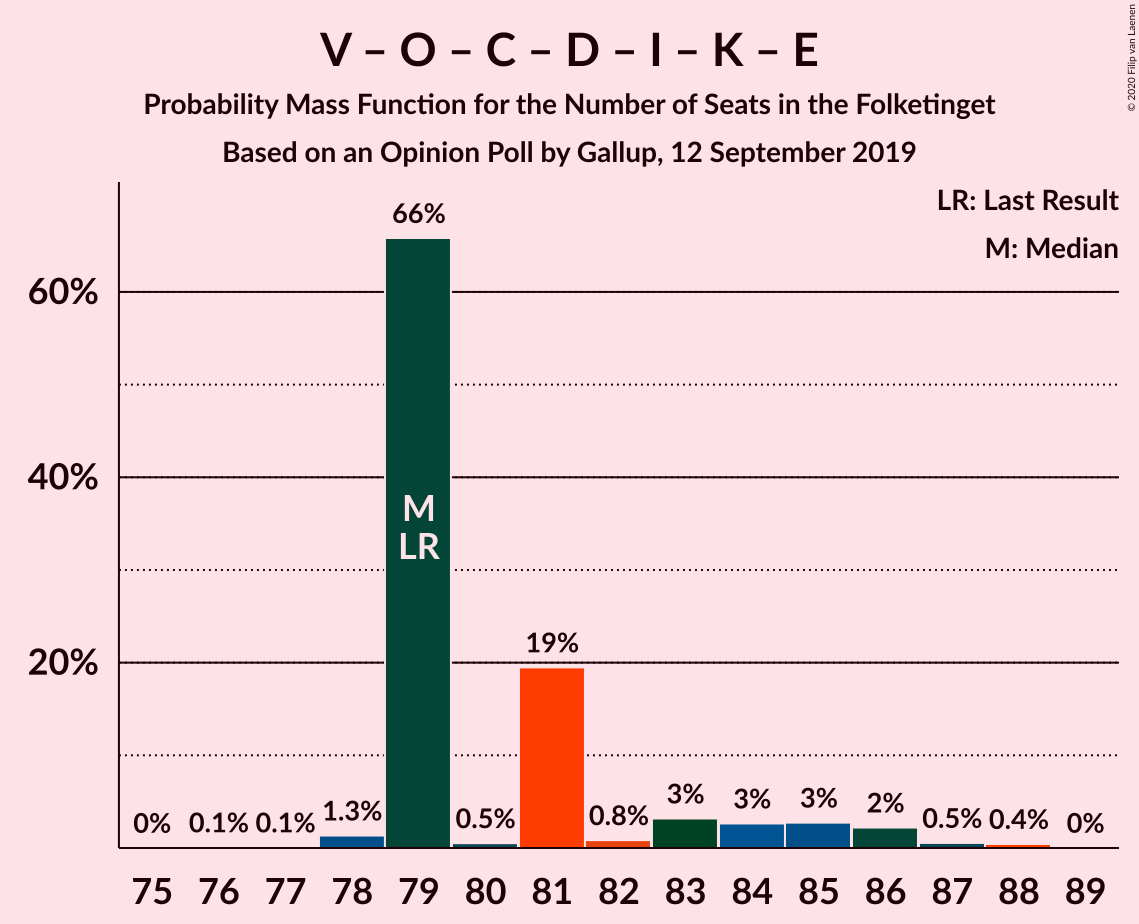 V – O – C – D – I – K – E
Probability Mass Function for the Number of Seats in the Folketinget
Based on an Opinion Poll by Gallup, 12 September 2019
© 2020 Filip van Laenen
LR: Last Result
M: Median
60%
40%
20%
0%
0.1%
0.1%
1.3%
66%
M
LR
0.5%
19%
0.8%
3%
3%
3%
2%
0.5%
0.4%
0%
75 76 77 78 79 80 81 82 83 84 85 86 87 88 89